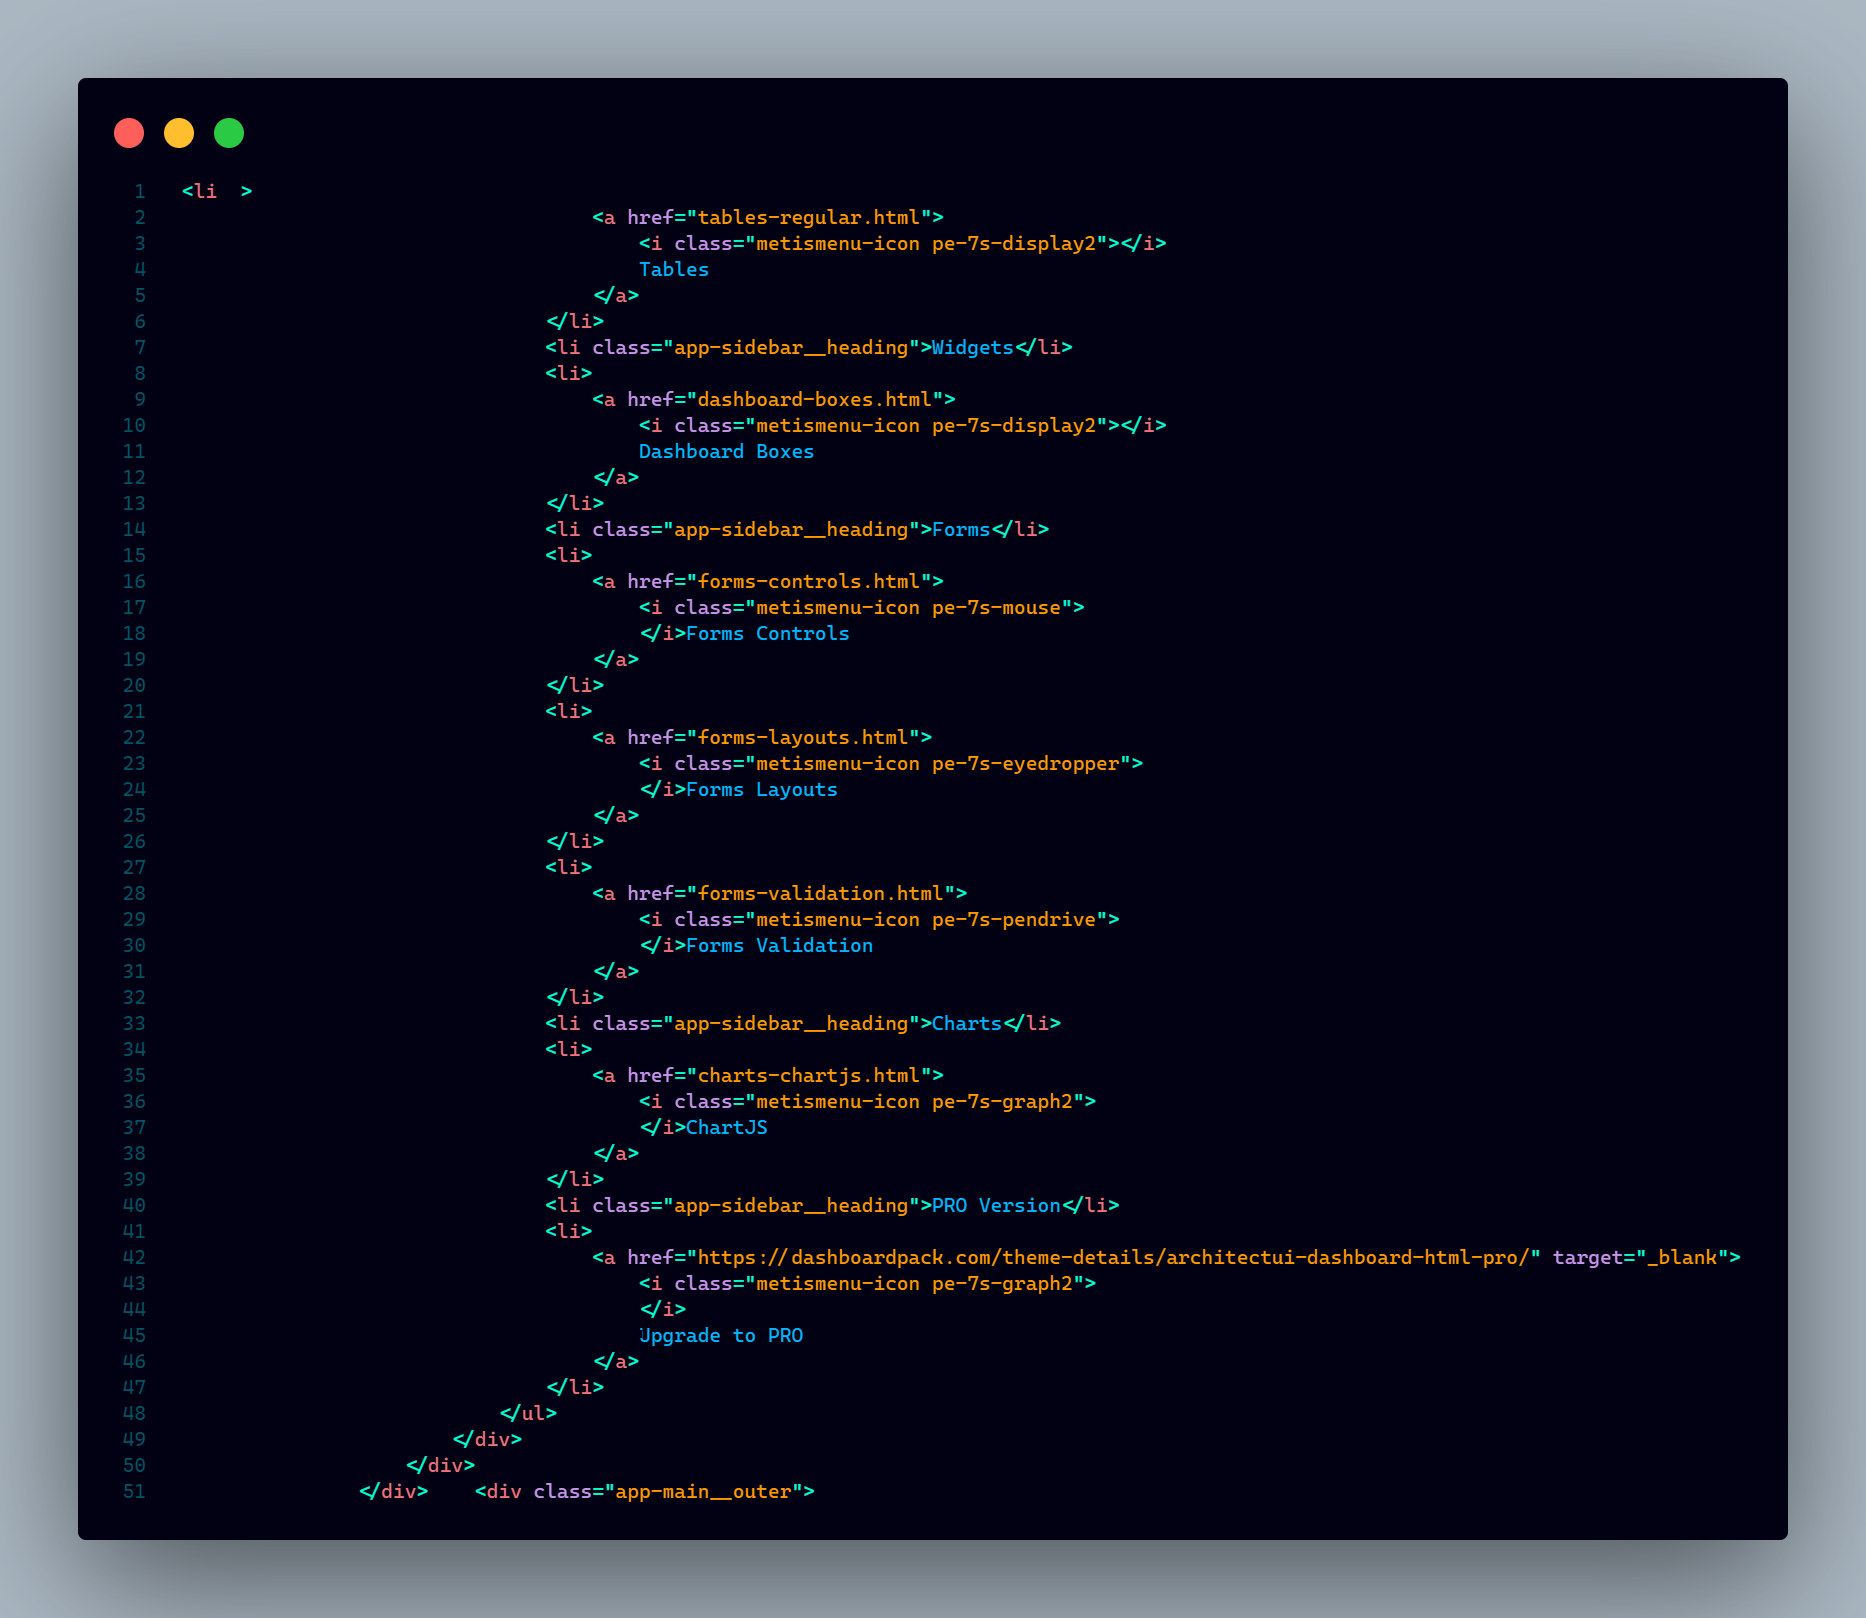 1 <li  >
2 <a href="tables-regular.html">
3 <i class="metismenu-icon pe-7s-display2"></i>
4 Tables
5 </a>
6 </li>
7 <li class="app-sidebar__heading">Widgets</li>
8 <li>
9 <a href="dashboard-boxes.html">
10 <i class="metismenu-icon pe-7s-display2"></i>
11 Dashboard Boxes
12 </a>
13 </li>
14 <li class="app-sidebar__heading">Forms</li>
15 <li>
16 <a href="forms-controls.html">
17 <i class="metismenu-icon pe-7s-mouse">
18 </i>Forms Controls
19 </a>
20 </li>
21 <li>
22 <a href="forms-layouts.html">
23 <i class="metismenu-icon pe-7s-eyedropper">
24 </i>Forms Layouts
25 </a>
26 </li>
27 <li>
28 <a href="forms-validation.html">
29 <i class="metismenu-icon pe-7s-pendrive">
30 </i>Forms Validation
31 </a>
32 </li>
33 <li class="app-sidebar__heading">Charts</li>
34 <li>
35 <a href="charts-chartjs.html">
36 <i class="metismenu-icon pe-7s-graph2">
37 </i>ChartJS
38 </a>
39 </li>
40 <li class="app-sidebar__heading">PRO Version</li>
41 <li>
42 <a href="https://dashboardpack.com/theme-details/architectui-dashboard-html-pro/" target="_blank">
43 <i class="metismenu-icon pe-7s-graph2">
44 </i>
45 Upgrade to PRO
46 </a>
47 </li>
48 </ul>
49 </div>
50 </div>
51 </div>    <div class="app-main__outer">